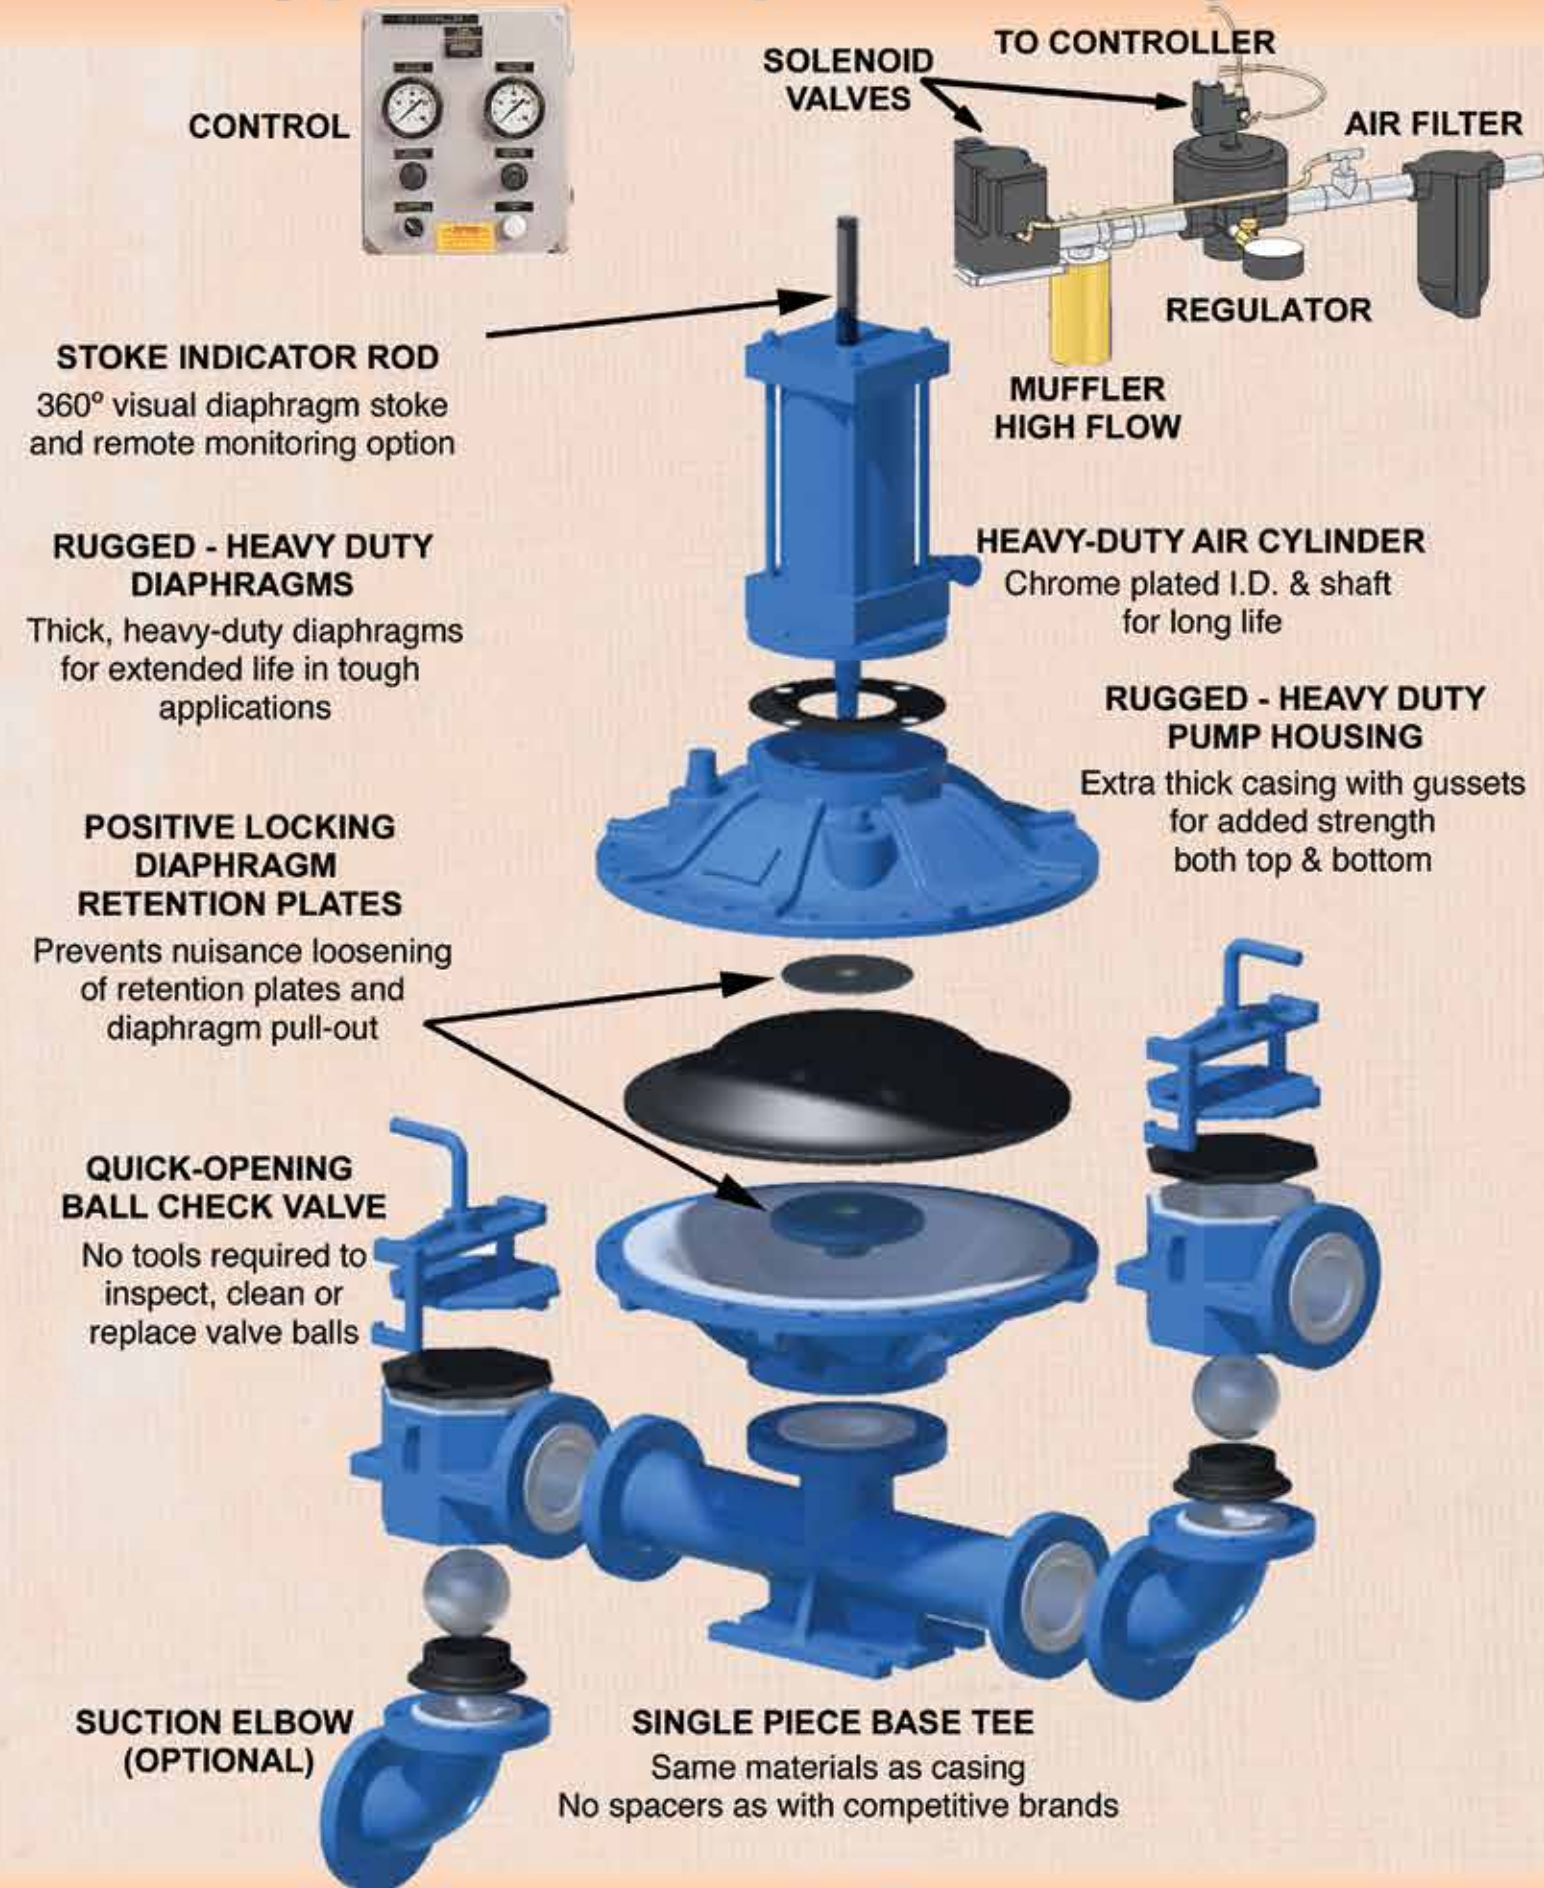 CONTROL
SOLENOID
VALVES
TO CONTROLLER
AIR FILTER
REGULATOR
MUFFLER
HIGH FLOW
STOKE INDICATOR ROD
360º visual diaphragm stoke
and remote monitoring option
RUGGED - HEAVY DUTY
DIAPHRAGMS
Thick, heavy-duty diaphragms
for extended life in tough
applications
HEAVY-DUTY AIR CYLINDER
Chrome plated I.D. & shaft
for long life
RUGGED - HEAVY DUTY
PUMP HOUSING
Extra thick casing with gussets
for added strength
both top & bottom
POSITIVE LOCKING
DIAPHRAGM
RETENTION PLATES
Prevents nuisance loosening
of retention plates and
diaphragm pull-out
QUICK-OPENING
BALL CHECK VALVE
No tools required to
inspect, clean or
replace valve balls
SUCTION ELBOW
(OPTIONAL)
SINGLE PIECE BASE TEE
Same materials as casing
No spacers as with competitive brands